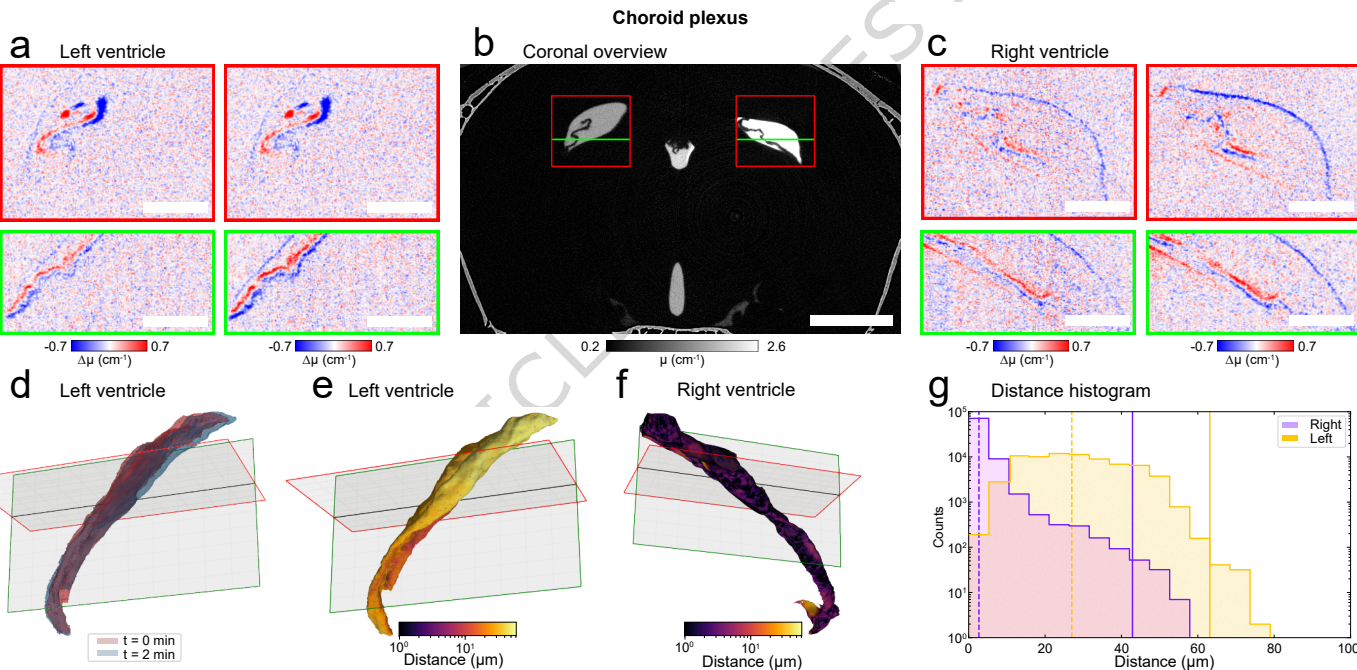 Choroid plexus
a Left ventricle
b Coronal overview
c Right ventricle
-0.7 0.7
Δμ (cm⁻¹)
-0.7 0.7
Δμ (cm⁻¹)
0.2 2.6
μ (cm⁻¹)
-0.7 0.7
Δμ (cm⁻¹)
-0.7 0.7
Δμ (cm⁻¹)
d Left ventricle
t = 0 min
t = 2 min
e Left ventricle
10⁰ 10¹
Distance (μm)
f Right ventricle
10⁰ 10¹
Distance (μm)
g Distance histogram
Right
Left
Counts
10⁵
10⁴
10³
10²
10¹
10⁰
0 20 40 60 80 100
Distance (μm)